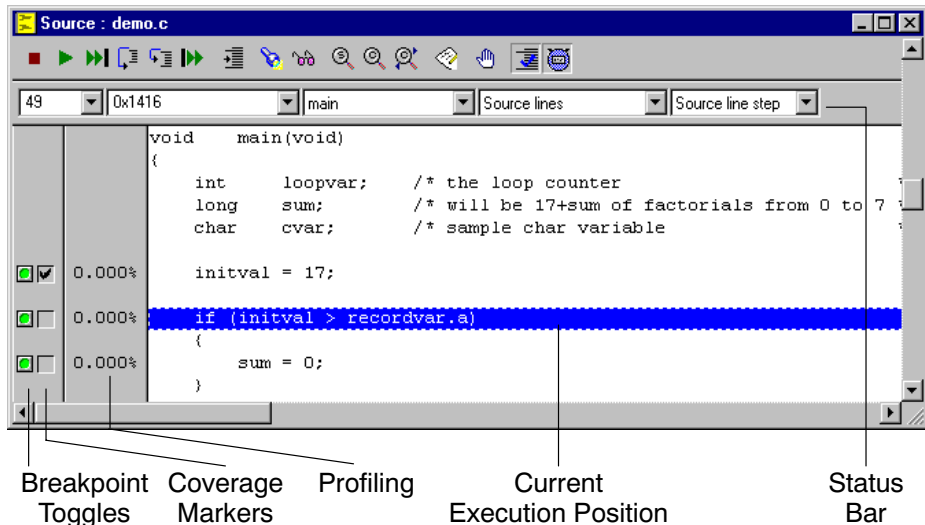 Source : demo.c
49 0x1416 main Source lines Source line step
void main(void)
{
int loopvar; /* the loop counter *
long sum; /* will be 17+sum of factorials from 0 to 7 *
char cvar; /* sample char variable *
0.000% initval = 17;
0.000% if (initval > recordvar.a)
{
0.000% sum = 0;
}
Breakpoint Toggles
Coverage Markers
Profiling
Current Execution Position
Status Bar